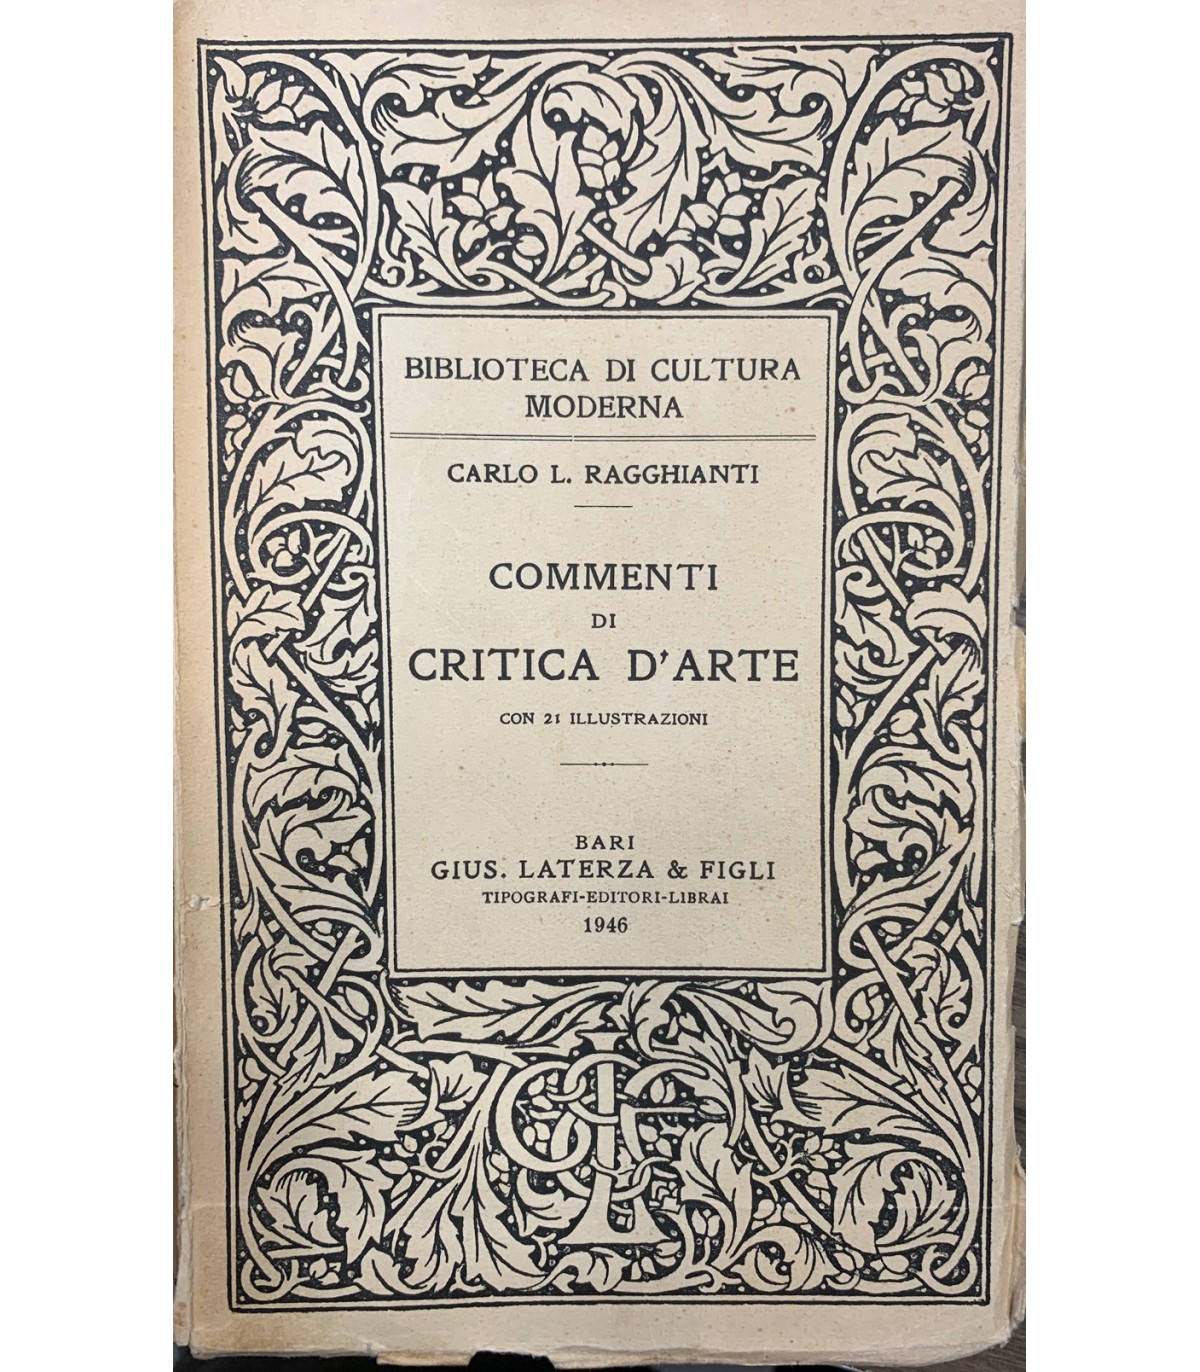 BIBLIOTECA DI CULTURA
MODERNA
CARLO L. RAGGHIANTI
COMMENTI
DI
CRITICA D'ARTE
CON 21 ILLUSTRAZIONI
BARI
GIUS. LATERZA & FIGLI
TIPOGRAFI-EDITORI-LIBRAI
1946